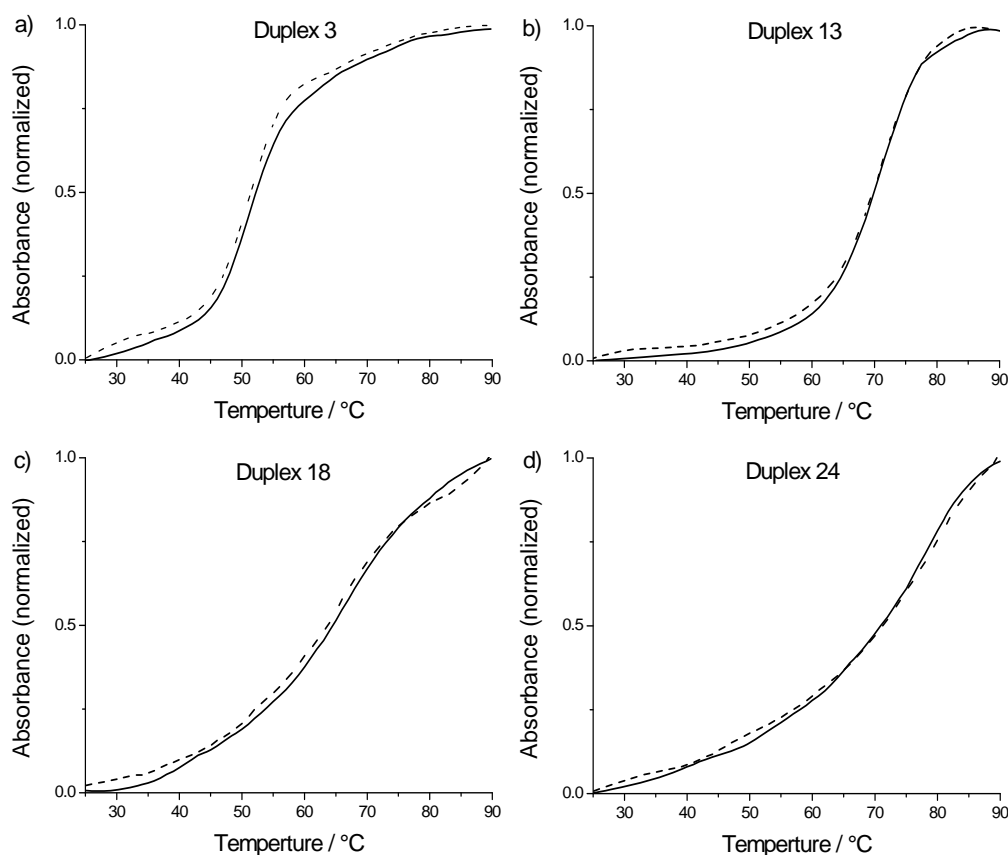 a)
Duplex 3
Absorbance (normalized)
1.0
0.5
0.0
30 40 50 60 70 80 90
Temperture / °C
b)
Duplex 13
Absorbance (normalized)
1.0
0.5
0.0
30 40 50 60 70 80 90
Temperture / °C
c)
Duplex 18
Absorbance (normalized)
1.0
0.5
0.0
30 40 50 60 70 80 90
Temperture / °C
d)
Duplex 24
Absorbance (normalized)
1.0
0.5
0.0
30 40 50 60 70 80 90
Temperture / °C